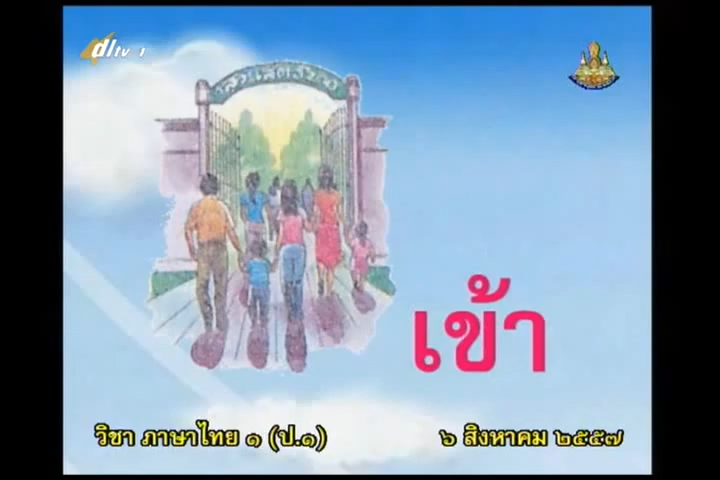 dltv 1
เข้า
วิชา ภาษาไทย ๑ (ป.๑)
๖ สิงหาคม ๒๕๕๗